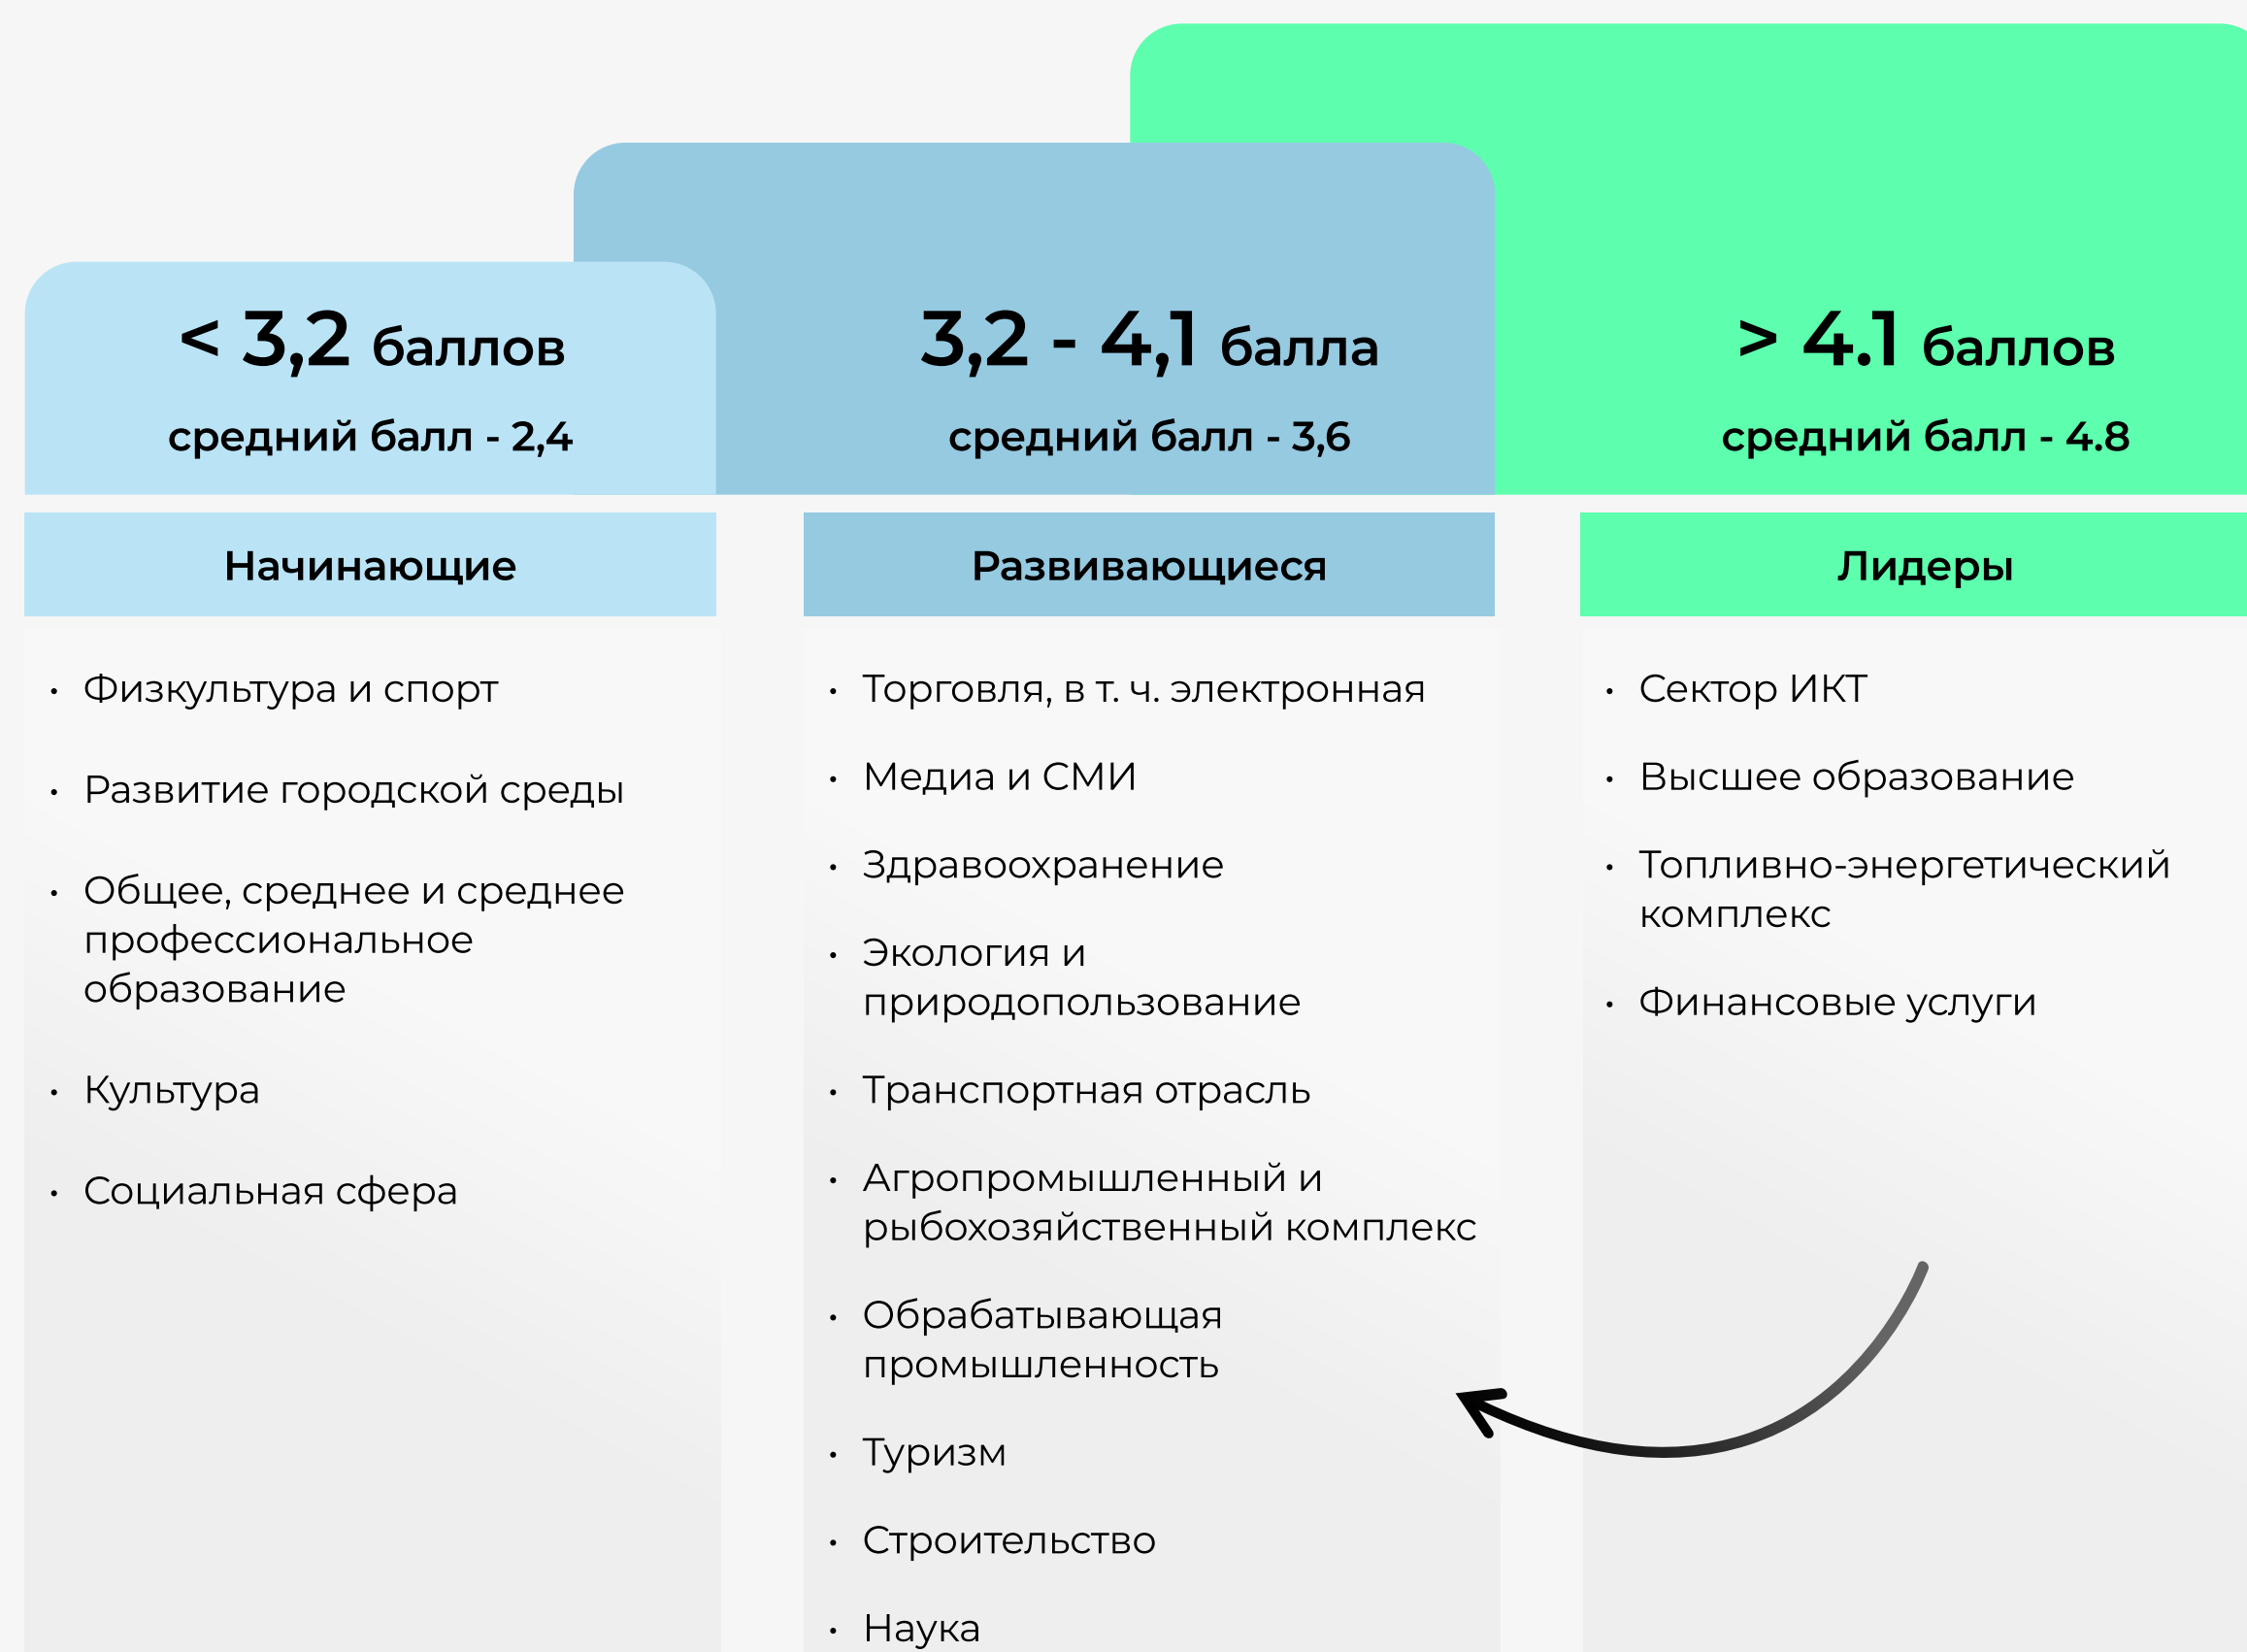 < 3,2 баллов
средний балл - 2,4
Начинающие
• Физкультура и спорт
• Развитие городской среды
• Общее, среднее и среднее
профессиональное
образование
• Культура
• Социальная сфера
3,2 - 4,1 балла
средний балл - 3,6
Развивающиеся
• Торговля, в т. ч. электронная
• Медиа и СМИ
• Здравоохранение
• Экология и
природопользование
• Транспортная отрасль
• Агропромышленный и
рыбохозяйственный комплекс
• Обрабатывающая
промышленность
• Туризм
• Строительство
• Наука
> 4.1 баллов
средний балл - 4.8
Лидеры
• Сектор ИКТ
• Высшее образование
• Топливно-энергетический
комплекс
• Финансовые услуги